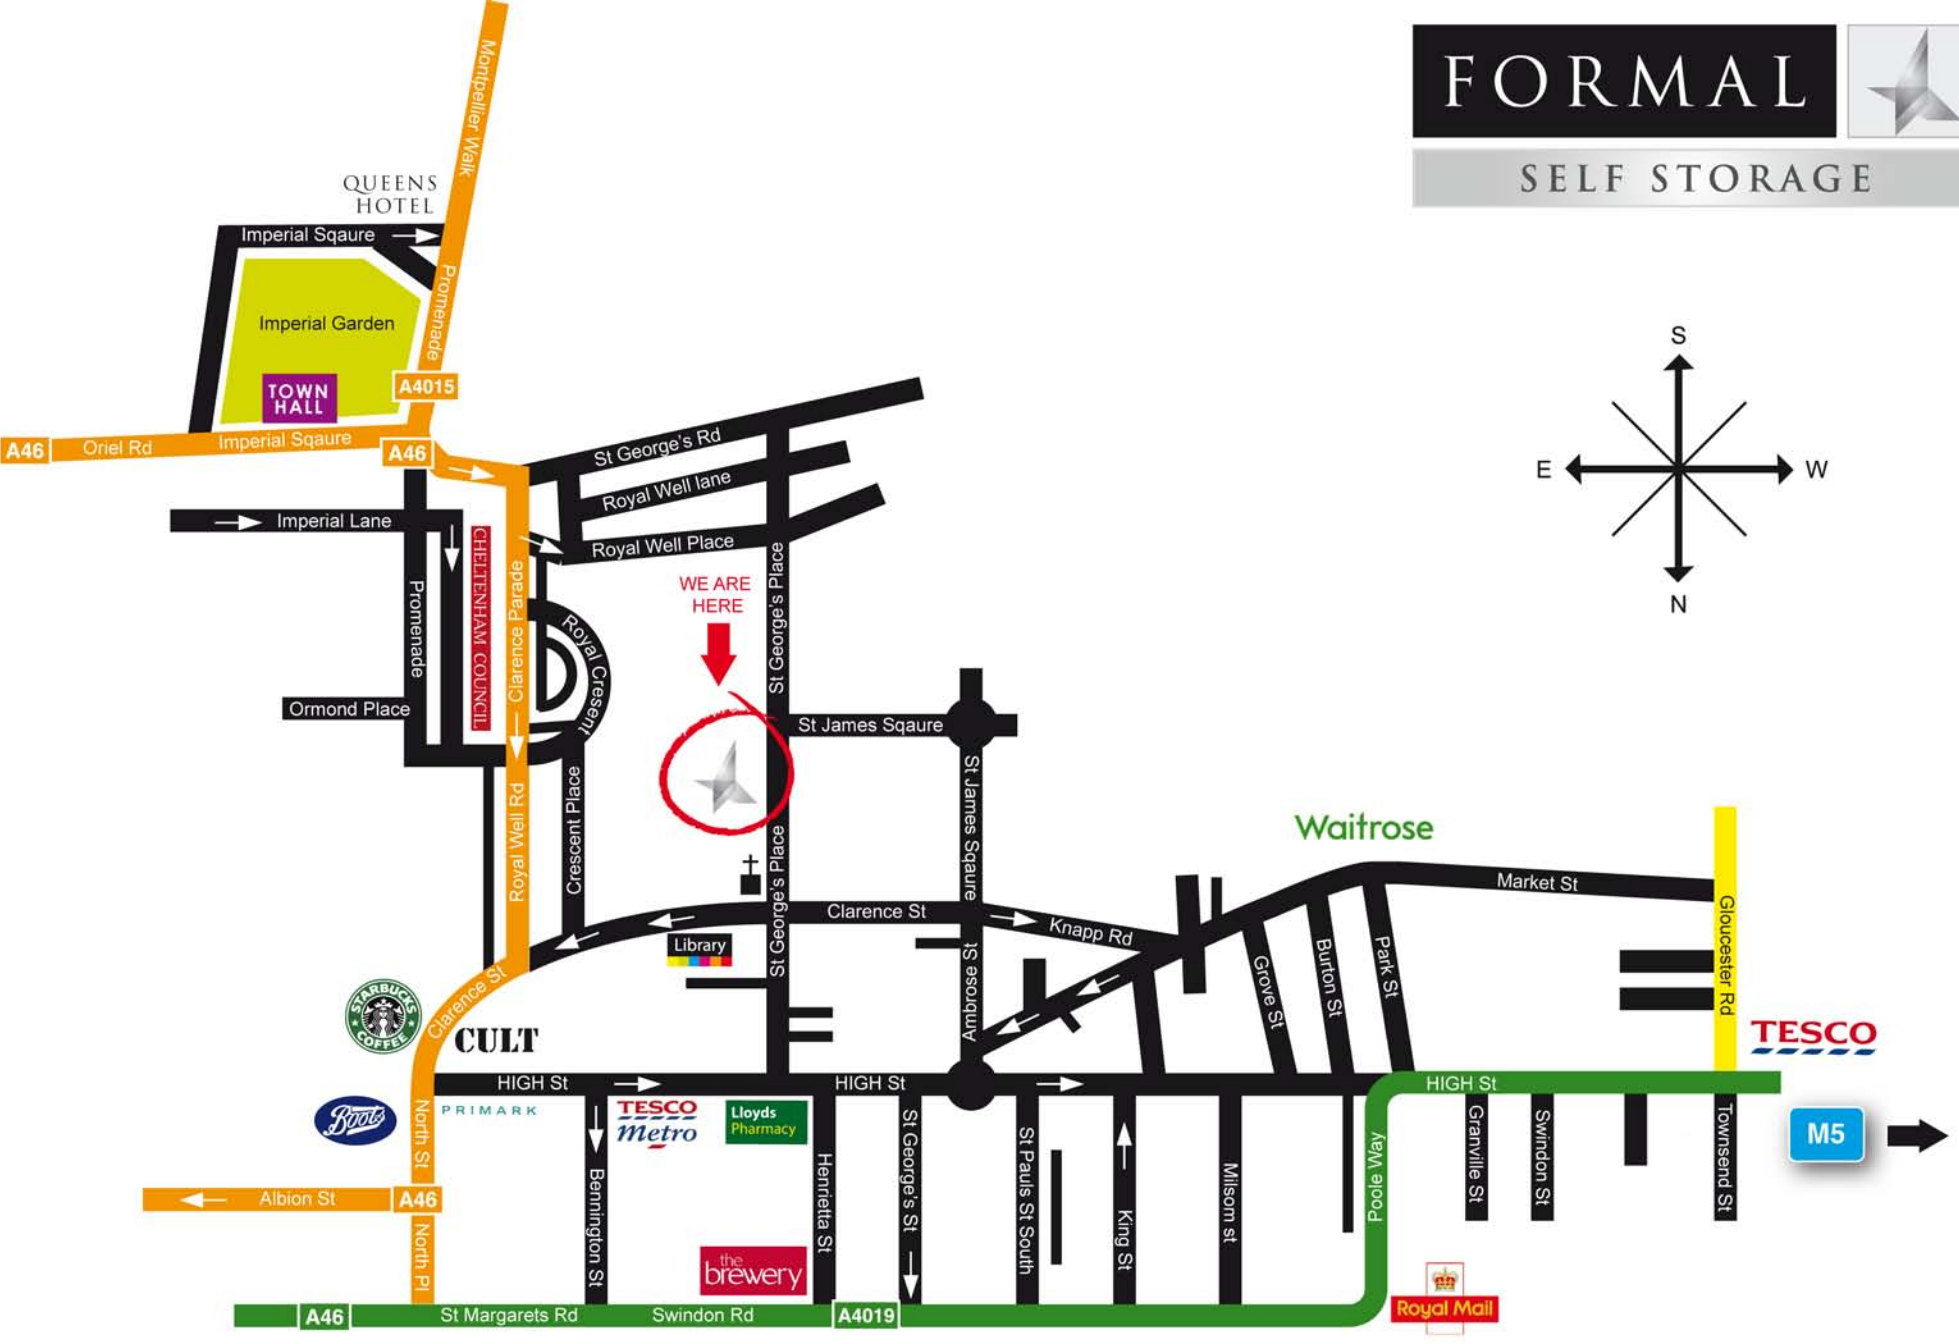 FORMAL
SELF STORAGE
Montpellier Walk
QUEENS
HOTEL
Imperial Sqaure
Promenade
Imperial Garden
TOWN
HALL
A4015
A46
Oriel Rd
Imperial Sqaure
A46
St George's Rd
Royal Well lane
Royal Well Place
Imperial Lane
CHELTENHAM COUNCIL
Promenade
Clarence Parade
Royal Cresent
Ormond Place
WE ARE
HERE
St George's Place
St James Sqaure
St James Sqaure
S
E
W
N
Royal Well Rd
Crescent Place
St George's Place
Waitrose
Market St
Gloucester Rd
Clarence St
Knapp Rd
Library
St George's Place
Ambrose St
Grove St
Burton St
Park St
STARBUCKS
COFFEE
Clarence St
CULT
TESCO
HIGH St
HIGH St
HIGH St
Boots
North St
PRIMARK
TESCO
Metro
Lloyds
Pharmacy
Bennington St
Henrietta St
St George's St
St Pauls St South
King St
Milsom st
Poole Way
Granville St
Swindon St
Townsend St
M5
Albion St
A46
North Pl
the
brewery
Royal Mail
A46
St Margarets Rd
Swindon Rd
A4019